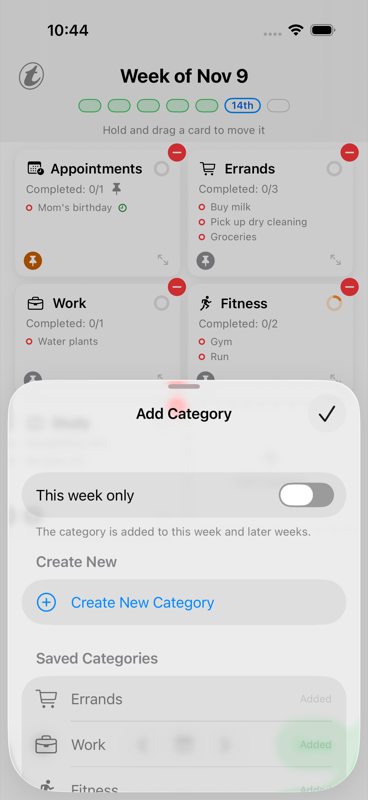 10:44
t
Week of Nov 9
14th
Hold and drag a card to move it
Appointments
Completed: 0/1
Mom's birthday
Errands
Completed: 0/3
Buy milk
Pick up dry cleaning
Groceries
Work
Completed: 0/1
Water plants
Fitness
Completed: 0/2
Gym
Run
Add Category
This week only
The category is added to this week and later weeks.
Create New
Create New Category
Saved Categories
Errands
Added
Work
Added
Fitness